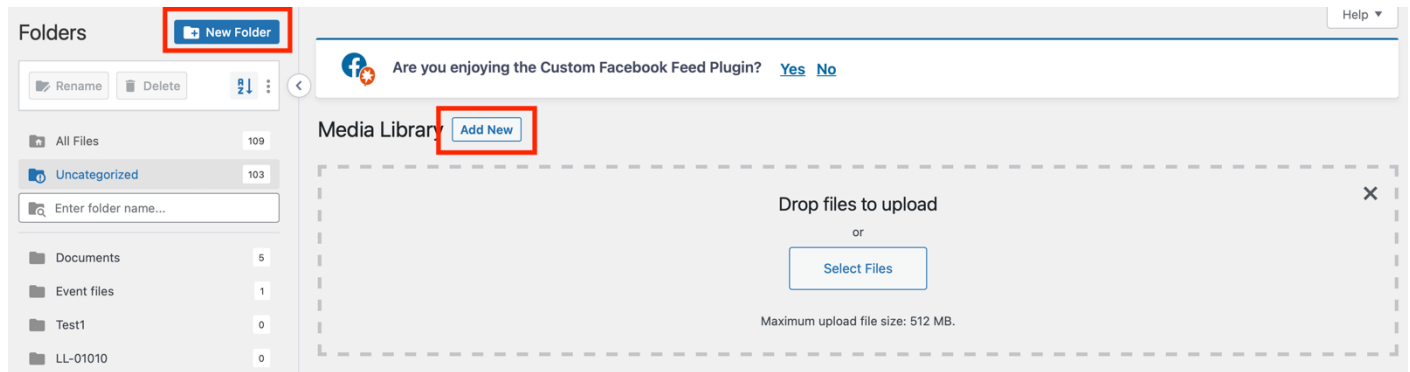 Folders
New Folder
Help ▼
Rename
Delete
Are you enjoying the Custom Facebook Feed Plugin? Yes No
All Files 109
Uncategorized 103
Enter folder name...
Documents 5
Event files 1
Test1 0
LL-01010 0
Media Library Add New
Drop files to upload
or
Select Files
Maximum upload file size: 512 MB.